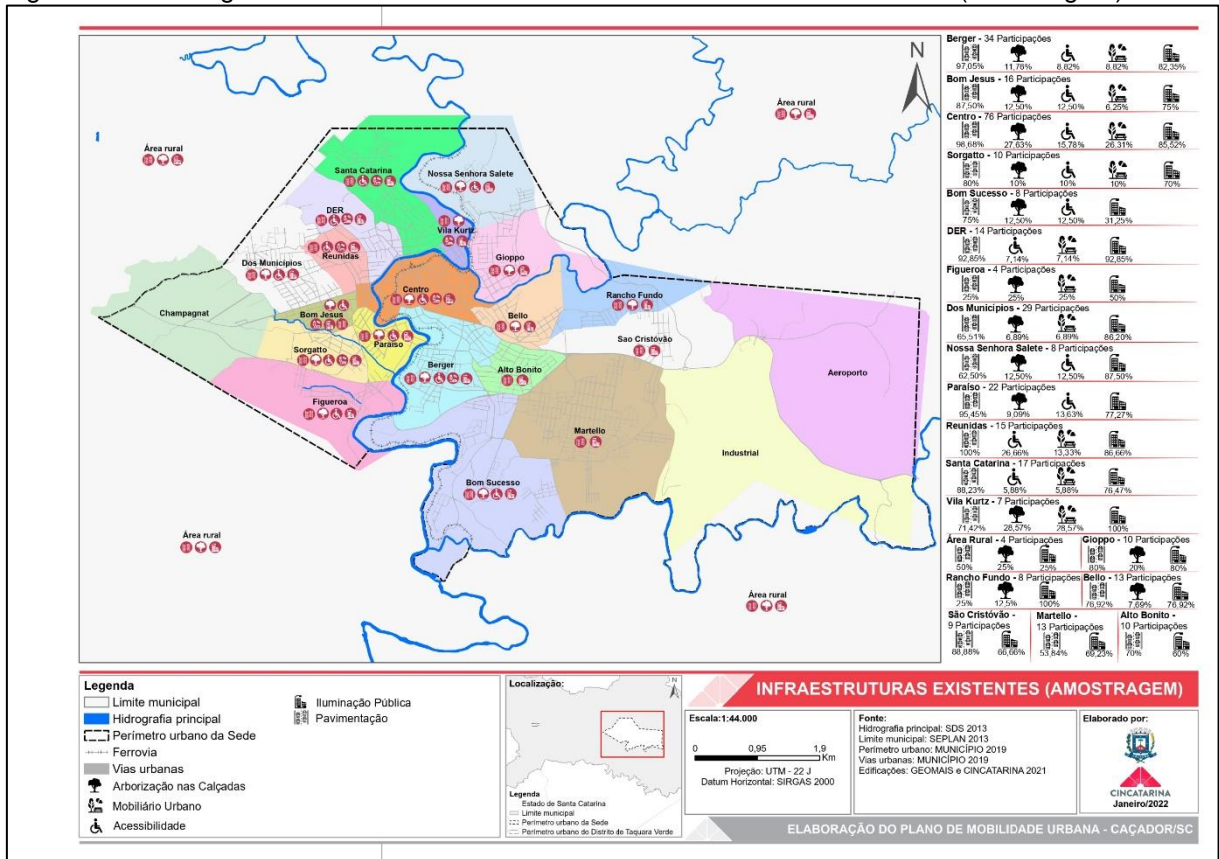 N
Área rural
Área rural
Santa Catarina
Nossa Senhora Salete
DER
Vila Kurtz
Reunidas
Dos Municípios
Gioppo
Centro
Rancho Fundo
Champagnat
Bom Jesus
Bello
Paraíso
Sao Cristóvão
Sorgatto
Berger
Alto Bonito
Aeroporto
Figueroa
Martello
Industrial
Bom Sucesso
Área rural
Área rural
Berger - 34 Participações
97,05% 11,76% 8,82% 8,82% 82,35%
Bom Jesus - 16 Participações
87,50% 12,50% 12,50% 6,25% 75%
Centro - 76 Participações
98,68% 27,63% 15,78% 26,31% 85,52%
Sorgatto - 10 Participações
80% 10% 10% 10% 70%
Bom Sucesso - 8 Participações
75% 12,50% 12,50% 31,25%
DER - 14 Participações
92,85% 7,14% 7,14% 92,85%
Figueroa - 4 Participações
25% 25% 25% 50%
Dos Municípios - 29 Participações
65,51% 6,89% 6,89% 86,20%
Nossa Senhora Salete - 8 Participações
62,50% 12,50% 12,50% 87,50%
Paraíso - 22 Participações
95,45% 9,09% 13,63% 77,27%
Reunidas - 15 Participações
100% 26,66% 13,33% 86,66%
Santa Catarina - 17 Participações
88,23% 5,88% 5,88% 76,47%
Vila Kurtz - 7 Participações
71,42% 28,57% 28,57% 100%
Área Rural - 4 Participações
50% 25% 25%
Gioppo - 10 Participações
80% 20% 80%
Rancho Fundo - 8 Participações
25% 12,5% 100%
Bello - 13 Participações
76,92% 7,69% 76,92%
São Cristóvão -
9 Participações
88,88% 66,66%
Martello -
13 Participações
53,84% 69,23%
Alto Bonito -
10 Participações
70% 60%
Legenda
Limite municipal
Hidrografia principal
Perímetro urbano da Sede
Ferrovia
Vias urbanas
Arborização nas Calçadas
Mobiliário Urbano
Acessibilidade
Iluminação Pública
Pavimentação
Localização:
N
Legenda
Estado de Santa Catarina
Limite municipal
Perímetro urbano da Sede
Perímetro urbano do Distrito de Taquara Verde
INFRAESTRUTURAS EXISTENTES (AMOSTRAGEM)
Escala:1:44.000
0 0,95 1,9
Km
Projeção: UTM - 22 J
Datum Horizontal: SIRGAS 2000
Fonte:
Hidrografia principal: SDS 2013
Limite municipal: SEPLAN 2013
Perímetro urbano: MUNICÍPIO 2019
Vias urbanas: MUNICÍPIO 2019
Edificações: GEOMAIS e CINCATARINA 2021
Elaborado por:
CINCATARINA
Janeiro/2022
ELABORAÇÃO DO PLANO DE MOBILIDADE URBANA - CAÇADOR/SC